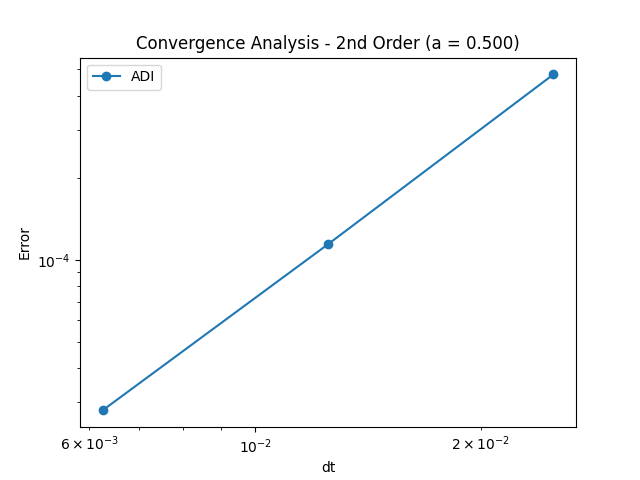 Convergence Analysis - 2nd Order (a = 0.500)
ADI
Error
10⁻⁴
6 × 10⁻³
10⁻²
2 × 10⁻²
dt